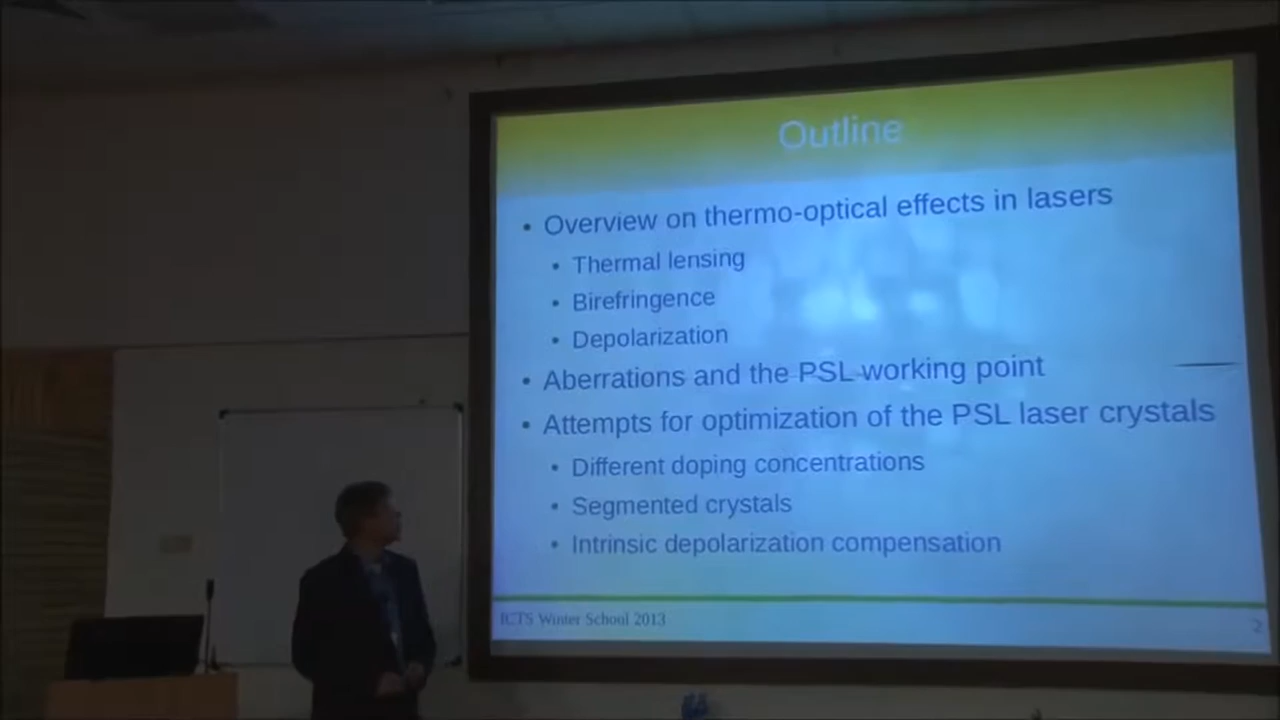 Outline
• Overview on thermo-optical effects in lasers
• Thermal lensing
• Birefringence
• Depolarization
• Aberrations and the PSL working point
• Attempts for optimization of the PSL laser crystals
• Different doping concentrations
• Segmented crystals
• Intrinsic depolarization compensation
ICTS Winter School 2013
2